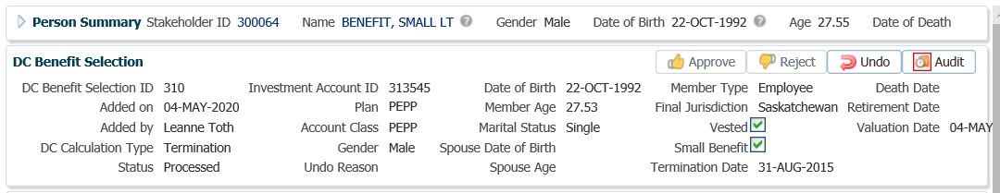 Person Summary Stakeholder ID 300064 Name BENEFIT, SMALL LT Gender Male Date of Birth 22-OCT-1992 Age 27.55 Date of Death
DC Benefit Selection Approve Reject Undo Audit
DC Benefit Selection ID 310 Investment Account ID 313545 Date of Birth 22-OCT-1992 Member Type Employee Death Date
Added on 04-MAY-2020 Plan PEPP Member Age 27.53 Final Jurisdiction Saskatchewan Retirement Date
Added by Leanne Toth Account Class PEPP Marital Status Single Vested Valuation Date 04-MAY
DC Calculation Type Termination Gender Male Spouse Date of Birth Small Benefit
Status Processed Undo Reason Spouse Age Termination Date 31-AUG-2015